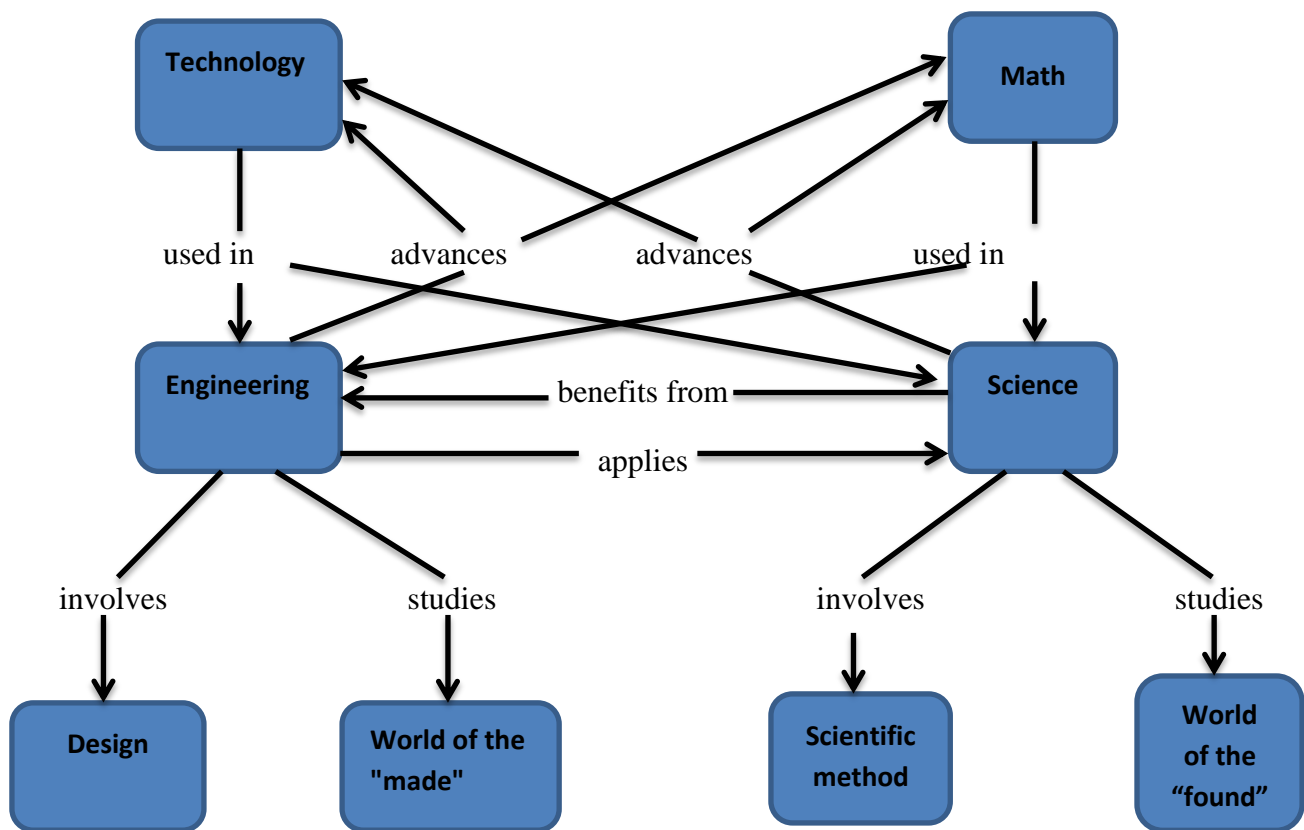 Technology
Math
used in
advances
advances
used in
Engineering
Science
benefits from
applies
involves
studies
involves
studies
Design
World of the
"made"
Scientific
method
World
of the
“found”